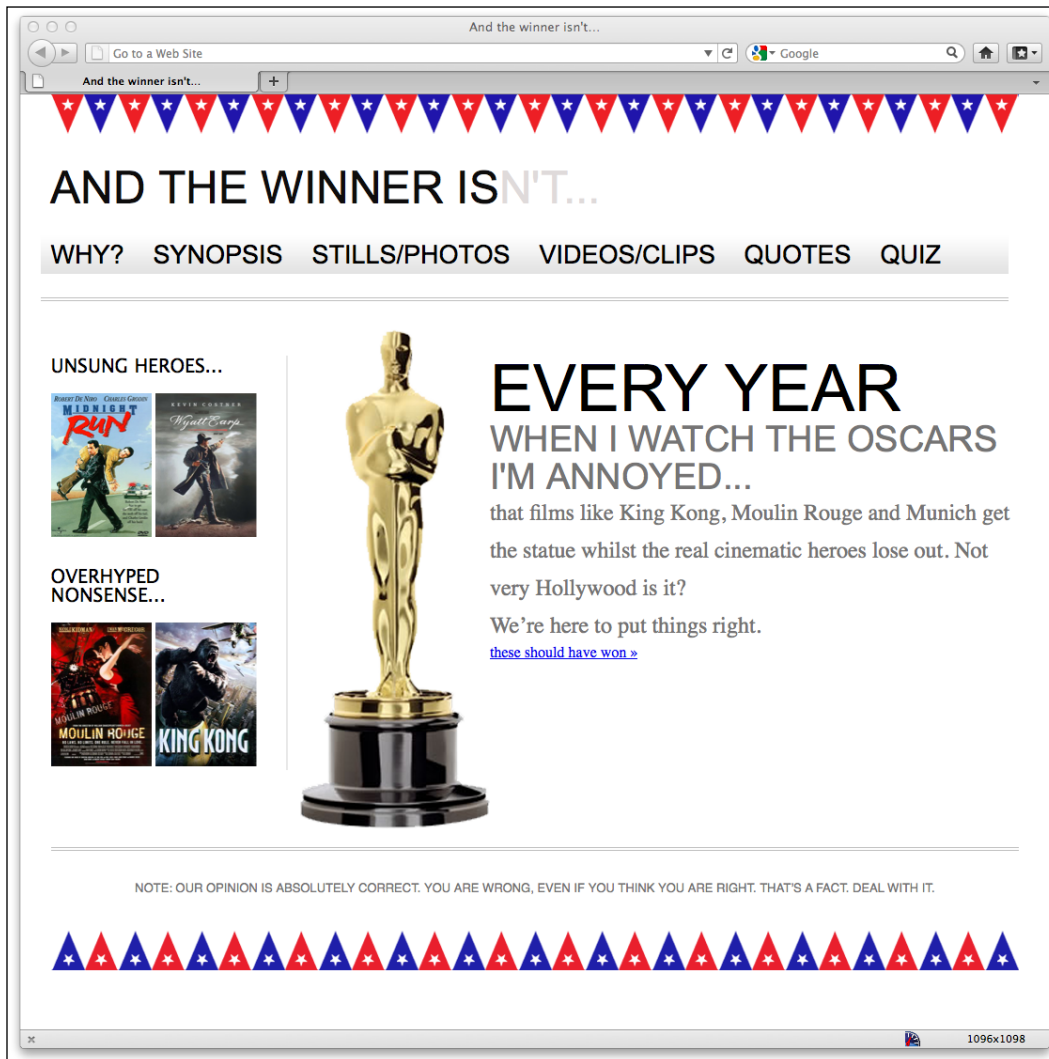 And the winner isn't...
Go to a Web Site
Google
And the winner isn't...
AND THE WINNER ISN'T...
WHY? SYNOPSIS STILLS/PHOTOS VIDEOS/CLIPS QUOTES QUIZ
UNSUNG HEROES...
ROBERT DE NIRO CHARLES GRODIN
MIDNIGHT
RUN
KEVIN COSTNER
Wyatt Earp
OVERHYPED
NONSENSE...
MOULIN ROUGE
MOULIN ROUGE
KING KONG
EVERY YEAR
WHEN I WATCH THE OSCARS
I'M ANNOYED...
that films like King Kong, Moulin Rouge and Munich get
the statue whilst the real cinematic heroes lose out. Not
very Hollywood is it?
We’re here to put things right.
these should have won »
NOTE: OUR OPINION IS ABSOLUTELY CORRECT. YOU ARE WRONG, EVEN IF YOU THINK YOU ARE RIGHT. THAT'S A FACT. DEAL WITH IT.
1096x1098